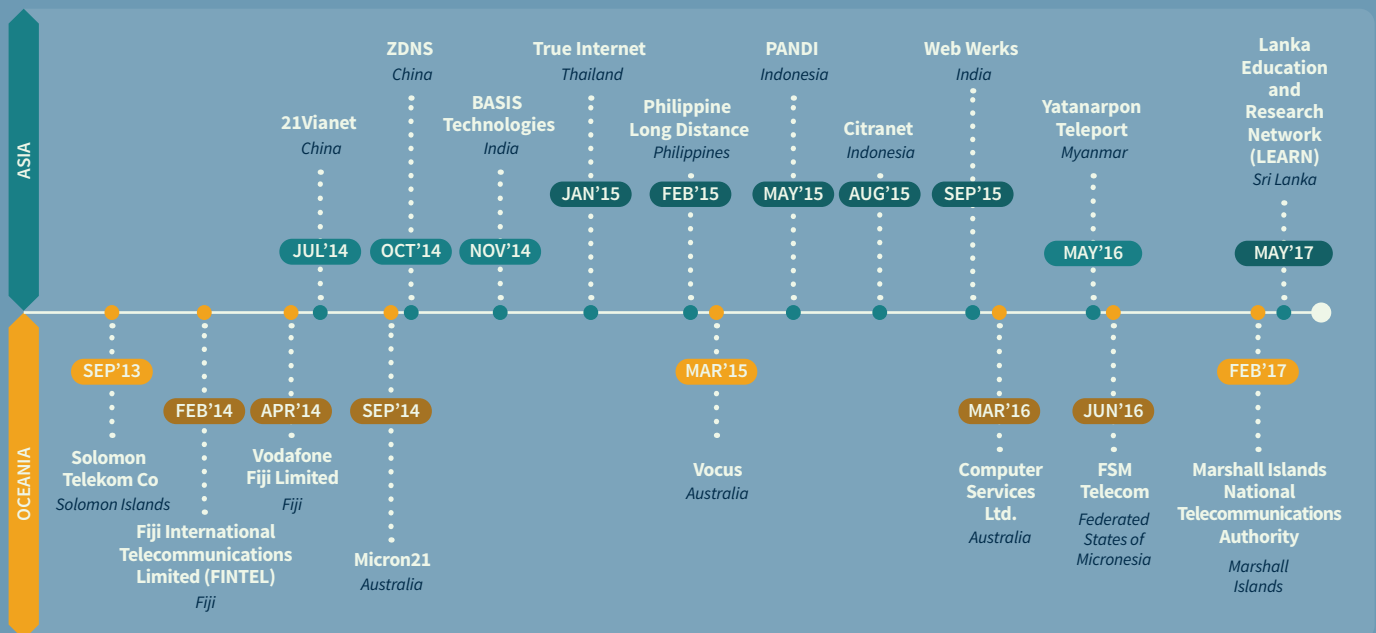 ASIA
21Vianet
China
JUL’14
ZDNS
China
OCT’14
BASIS
Technologies
India
NOV’14
True Internet
Thailand
JAN’15
Philippine
Long Distance
Philippines
FEB’15
PANDI
Indonesia
MAY’15
Citranet
Indonesia
AUG’15
Web Werks
India
SEP’15
Yatanarpon
Teleport
Myanmar
MAY’16
Lanka
Education
and
Research
Network
(LEARN)
Sri Lanka
MAY’17
OCEANIA
SEP’13
Solomon
Telekom Co
Solomon Islands
FEB’14
Fiji International
Telecommunications
Limited (FINTEL)
Fiji
APR’14
Vodafone
Fiji Limited
Fiji
SEP’14
Micron21
Australia
MAR’15
Vocus
Australia
MAR’16
Computer
Services
Ltd.
Australia
JUN’16
FSM
Telecom
Federated
States of
Micronesia
FEB’17
Marshall Islands
National
Telecommunications
Authority
Marshall
Islands